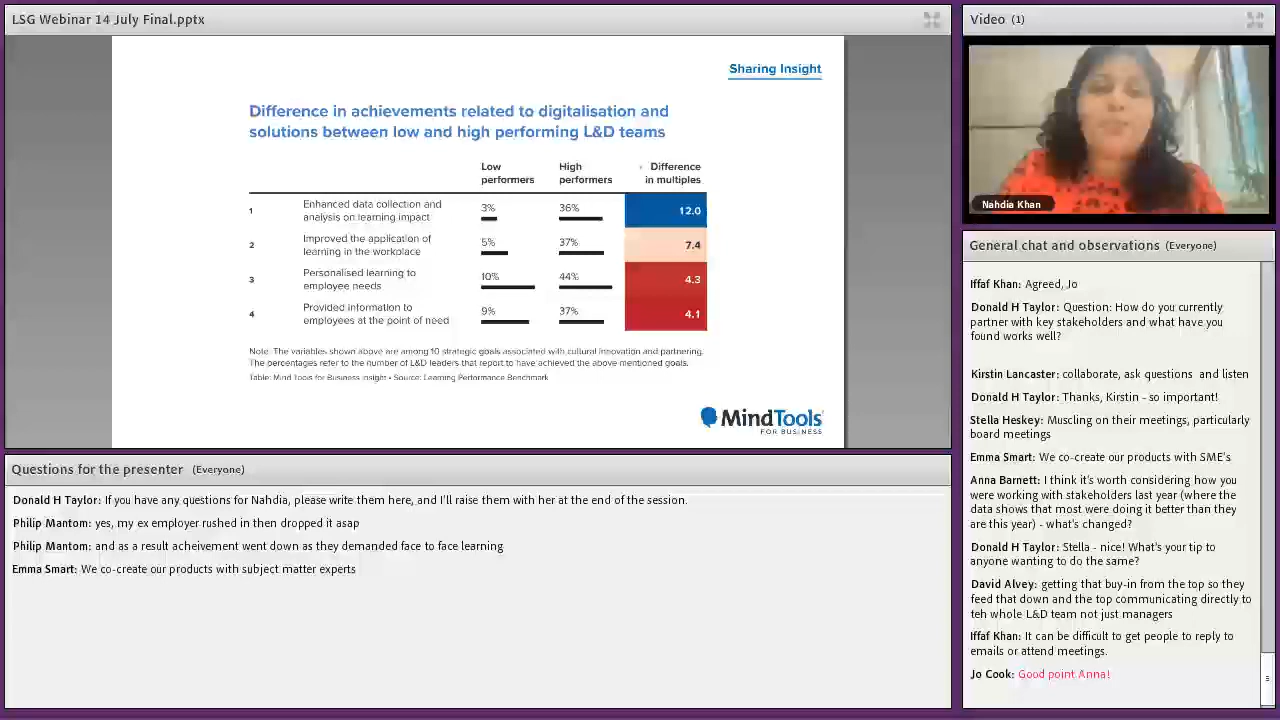 LSG Webinar 14 July Final.pptx
Sharing Insight
Difference in achievements related to digitalisation and
solutions between low and high performing L&D teams
Low performers
High performers
Difference in multiples
1 Enhanced data collection and analysis on learning impact 3% 36% 12.0
2 Improved the application of learning in the workplace 5% 37% 7.4
3 Personalised learning to employee needs 10% 44% 4.3
4 Provided information to employees at the point of need 9% 37% 4.1
Note: The variables shown above are among 10 strategic goals associated with cultural innovation and partnering.
The percentages refer to the number of L&D leaders that report to have achieved the above mentioned goals.
Table: Mind Tools for Business Insight • Source: Learning Performance Benchmark
MindTools
FOR BUSINESS
Questions for the presenter (Everyone)
Donald H Taylor: If you have any questions for Nahdia, please write them here, and I'll raise them with her at the end of the session.
Philip Mantom: yes, my ex employer rushed in then dropped it asap
Philip Mantom: and as a result acheivement went down as they demanded face to face learning
Emma Smart: We co-create our products with subject matter experts
Video (1)
Nahdia Khan
General chat and observations (Everyone)
Iffaf Khan: Agreed, Jo
Donald H Taylor: Question: How do you currently
partner with key stakeholders and what have you
found works well?
Kirstin Lancaster: collaborate, ask questions and listen
Donald H Taylor: Thanks, Kirstin - so important!
Stella Heskey: Muscling on their meetings, particularly
board meetings
Emma Smart: We co-create our products with SME's
Anna Barnett: I think it's worth considering how you
were working with stakeholders last year (where the
data shows that most were doing it better than they
are this year) - what's changed?
Donald H Taylor: Stella - nice! What's your tip to
anyone wanting to do the same?
David Alvey: getting that buy-in from the top so they
feed that down and the top communicating directly to
teh whole L&D team not just managers
Iffaf Khan: It can be difficult to get people to reply to
emails or attend meetings.
Jo Cook: Good point Anna!